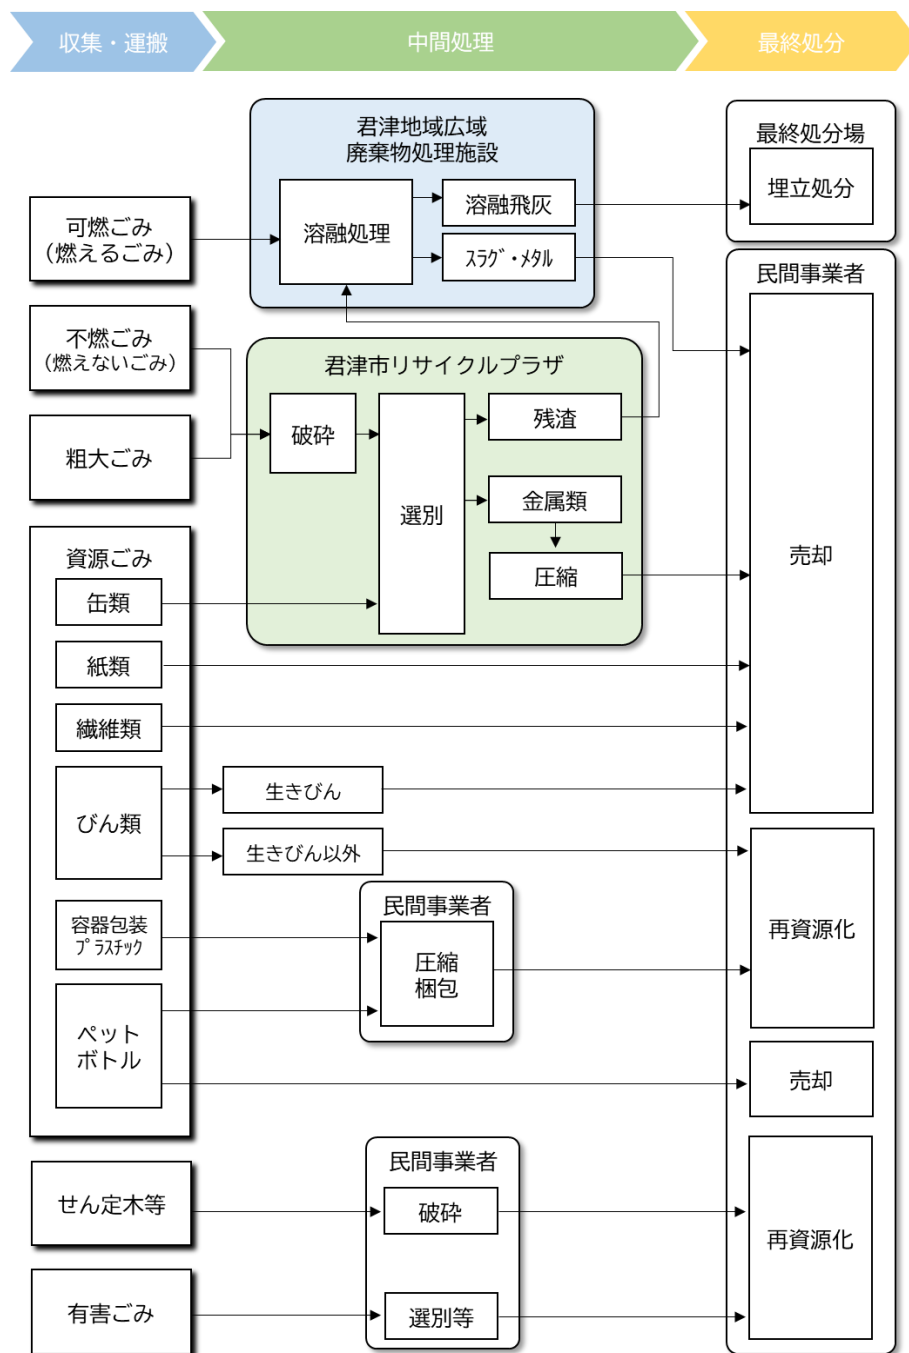 収集・運搬
中間処理
最終処分
君津地域広域
廃棄物処理施設
溶融処理
溶融飛灰
スラグ・メタル
最終処分場
埋立処分
可燃ごみ
（燃えるごみ）
不燃ごみ
（燃えないごみ）
粗大ごみ
君津市リサイクルプラザ
破砕
選別
残渣
金属類
圧縮
民間事業者
売却
資源ごみ
缶類
紙類
繊維類
びん類
生きびん
生きびん以外
容器包装
プラスチック
ペット
ボトル
民間事業者
圧縮
梱包
再資源化
売却
せん定木等
有害ごみ
民間事業者
破砕
選別等
再資源化